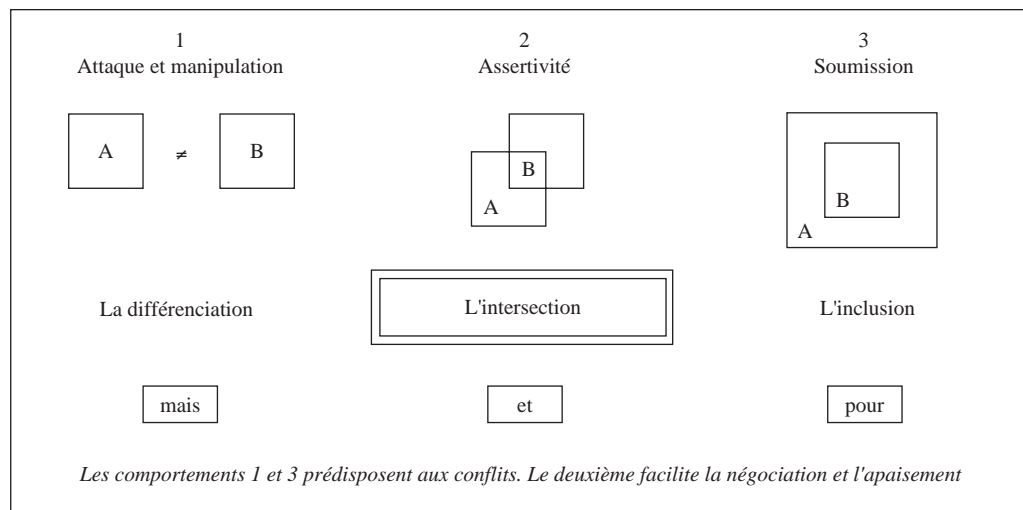 1
Attaque et manipulation
2
Assertivité
3
Soumission
A
≠
B
B
A
B
A
La différenciation
L'intersection
L'inclusion
mais
et
pour
Les comportements 1 et 3 prédisposent aux conflits. Le deuxième facilite la négociation et l'apaisement